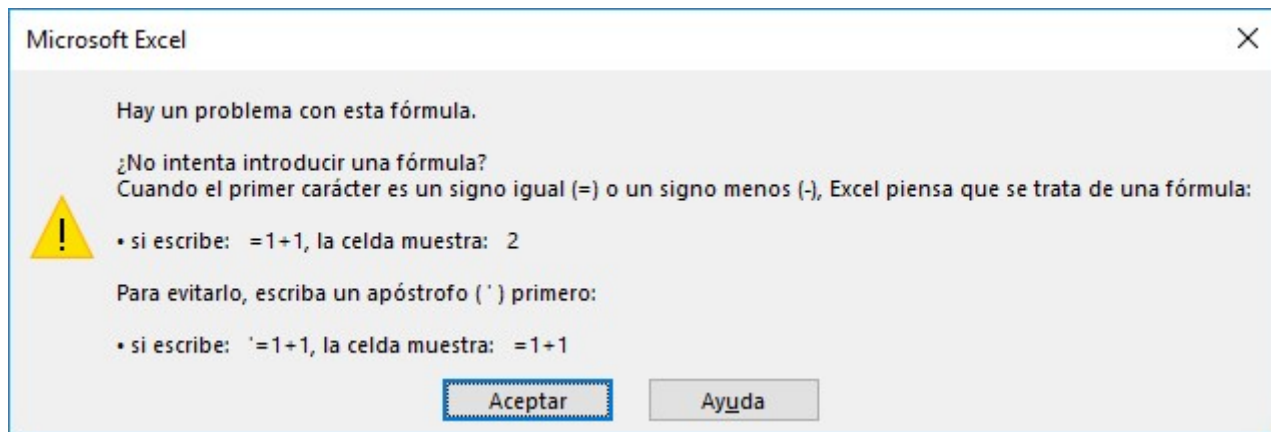 Microsoft Excel
Hay un problema con esta fórmula.
¿No intenta introducir una fórmula?
Cuando el primer carácter es un signo igual (=) o un signo menos (-), Excel piensa que se trata de una fórmula:
• si escribe:   =1+1, la celda muestra:   2
Para evitarlo, escriba un apóstrofo ( ' ) primero:
• si escribe:   '=1+1, la celda muestra:   =1+1
Aceptar   Ayuda